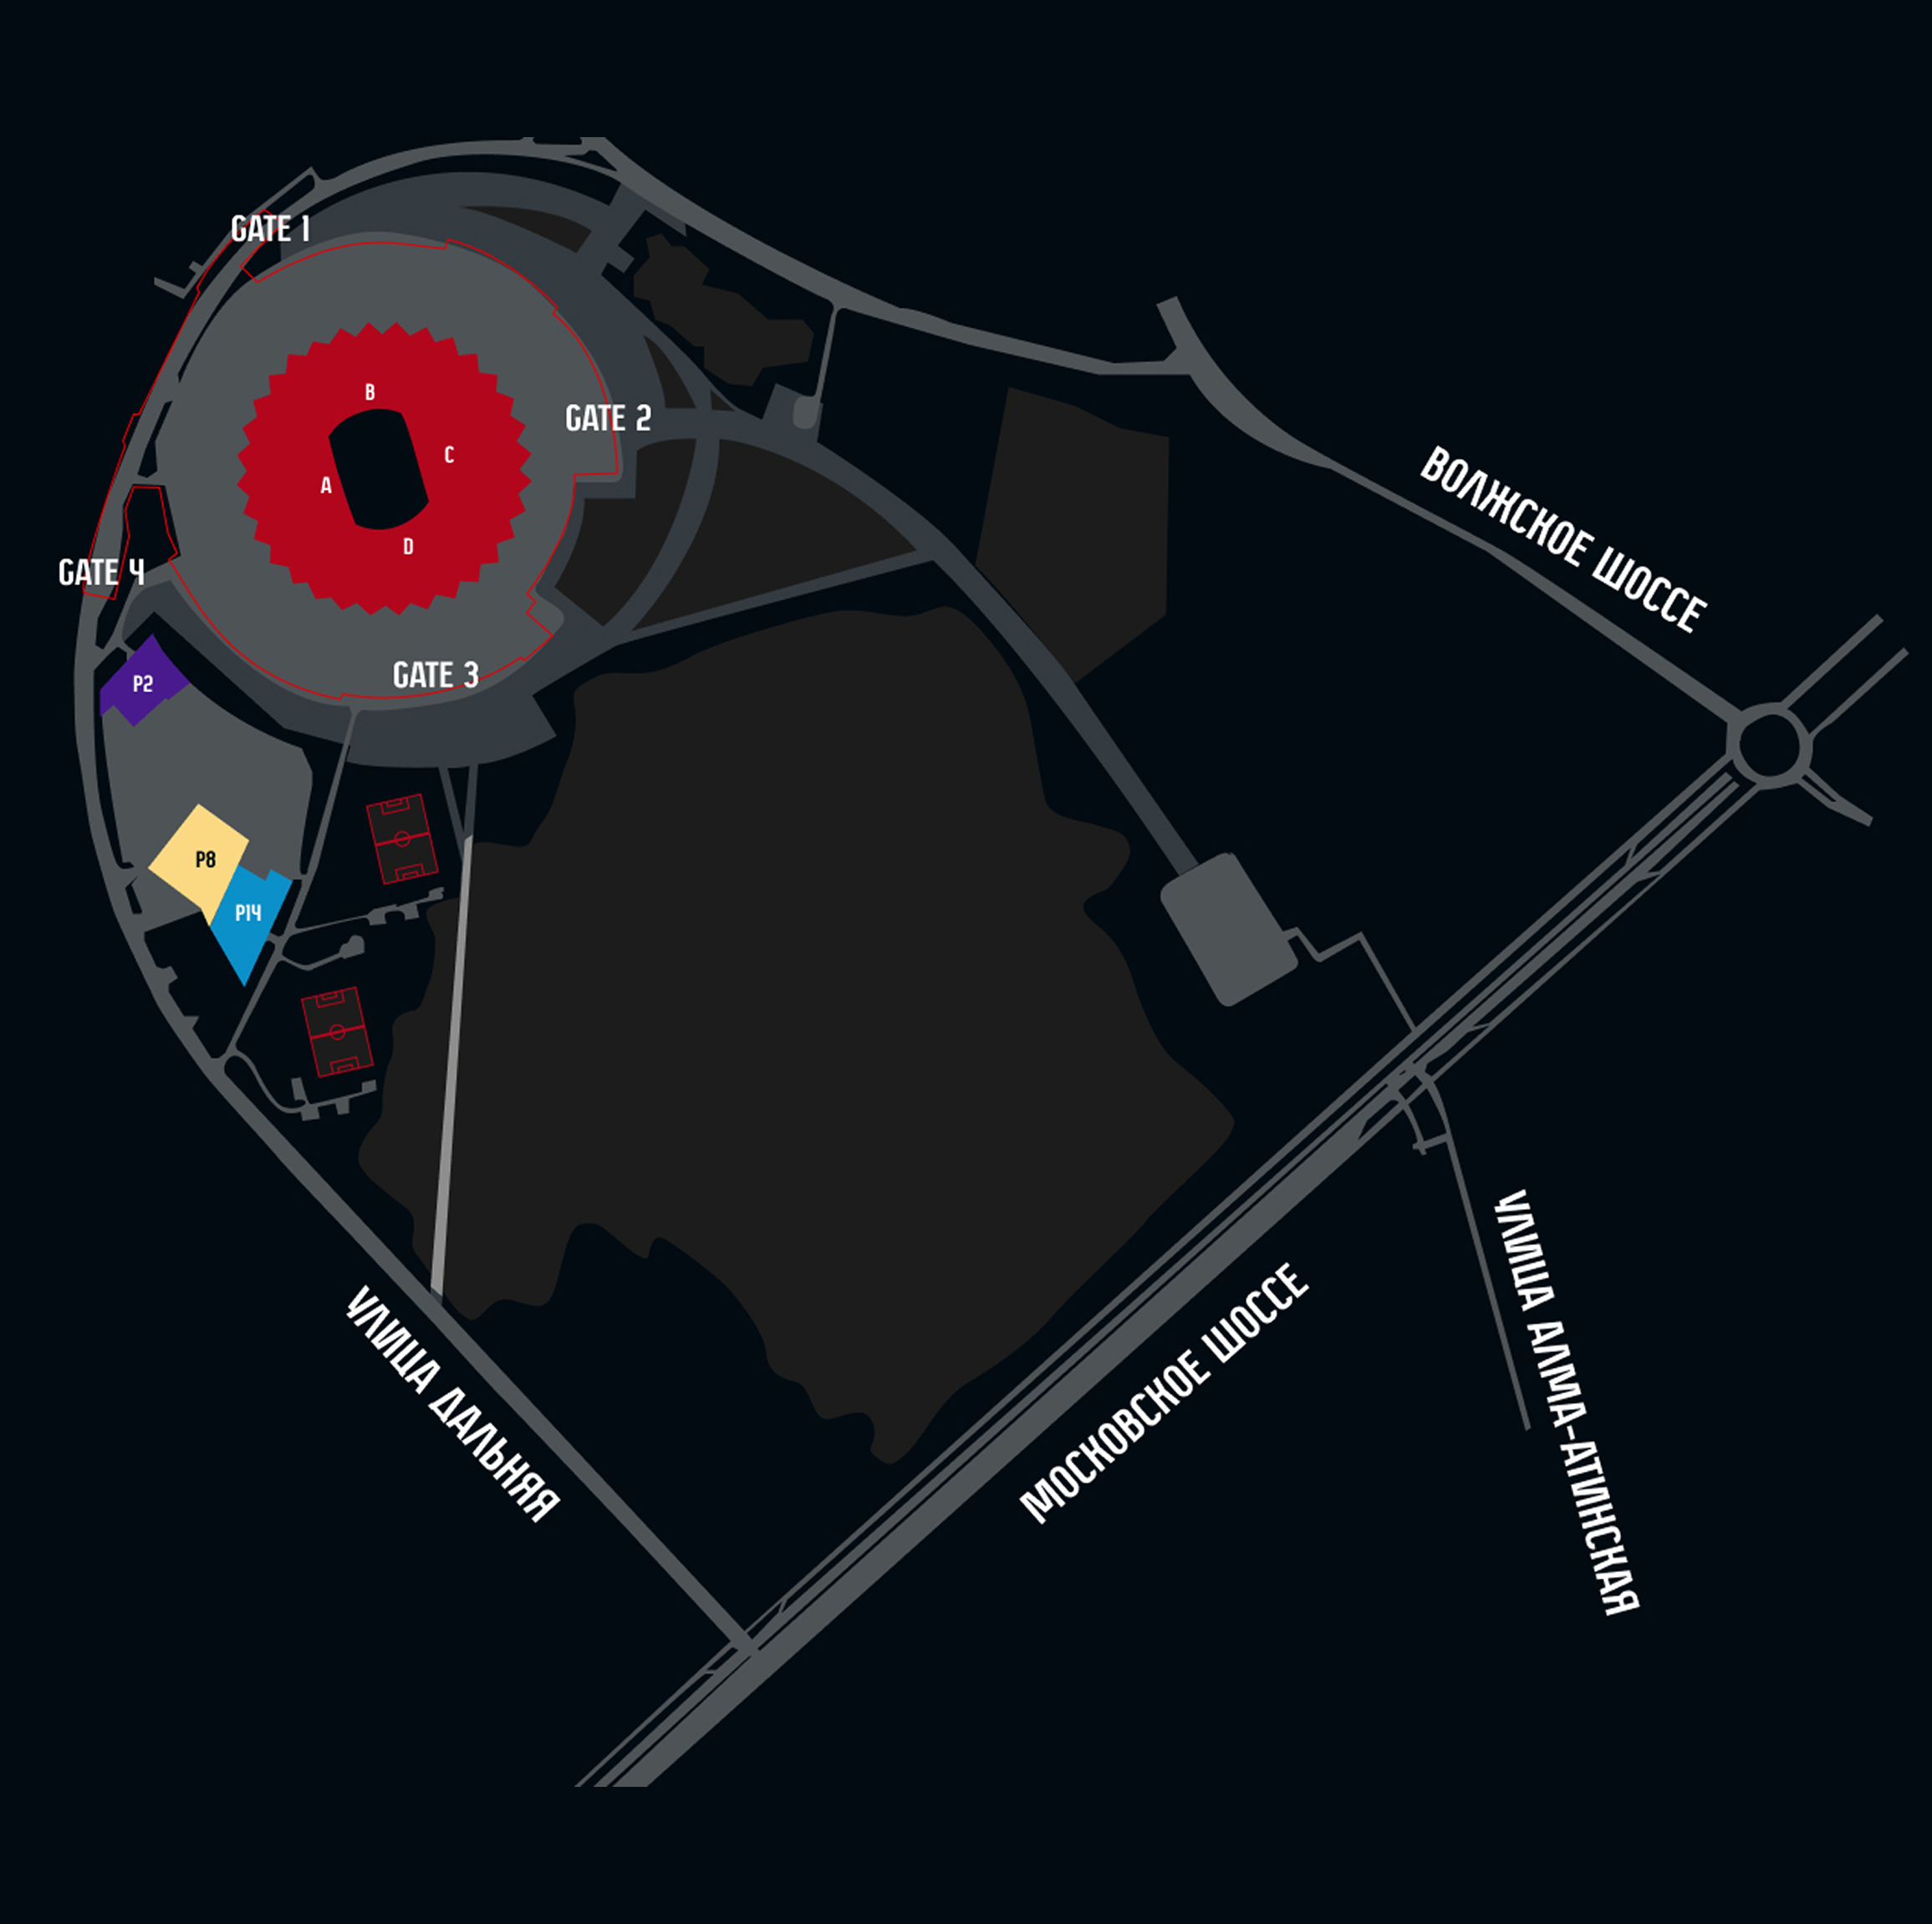 GATE 1
B
GATE 2
C
A
ВОЛЖСКОЕ ШОССЕ
D
GATE 4
GATE 3
P2
P8
P14
УЛИЦА АЛМА-АТИНСКАЯ
МОСКОВСКОЕ ШОССЕ
УЛИЦА ДАЛЬНЯЯ